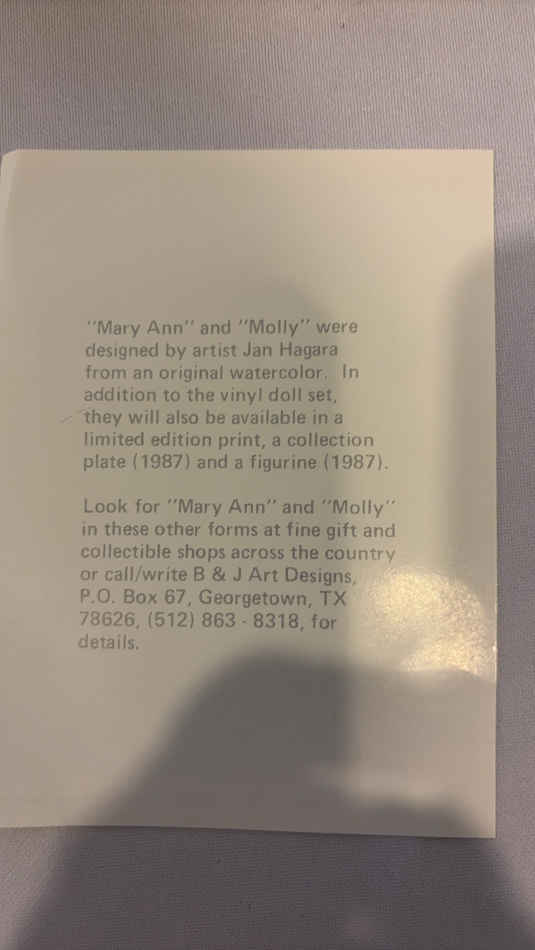 "Mary Ann" and "Molly" were
designed by artist Jan Hagara
from an original watercolor. In
addition to the vinyl doll set,
they will also be available in a
limited edition print, a collection
plate (1987) and a figurine (1987).
Look for "Mary Ann" and "Molly"
in these other forms at fine gift and
collectible shops across the country
or call/write B & J Art Designs,
P.O. Box 67, Georgetown, TX
78626, (512) 863 - 8318, for
details.